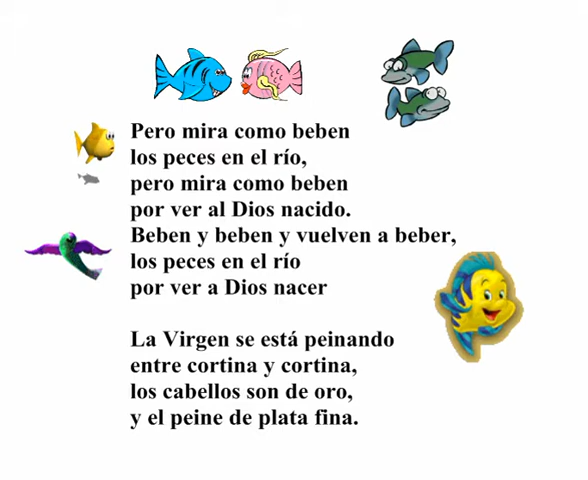 Pero mira como beben
los peces en el río,
pero mira como beben
por ver al Dios nacido.
Beben y beben y vuelven a beber,
los peces en el río
por ver a Dios nacer
La Virgen se está peinando
entre cortina y cortina,
los cabellos son de oro,
y el peine de plata fina.